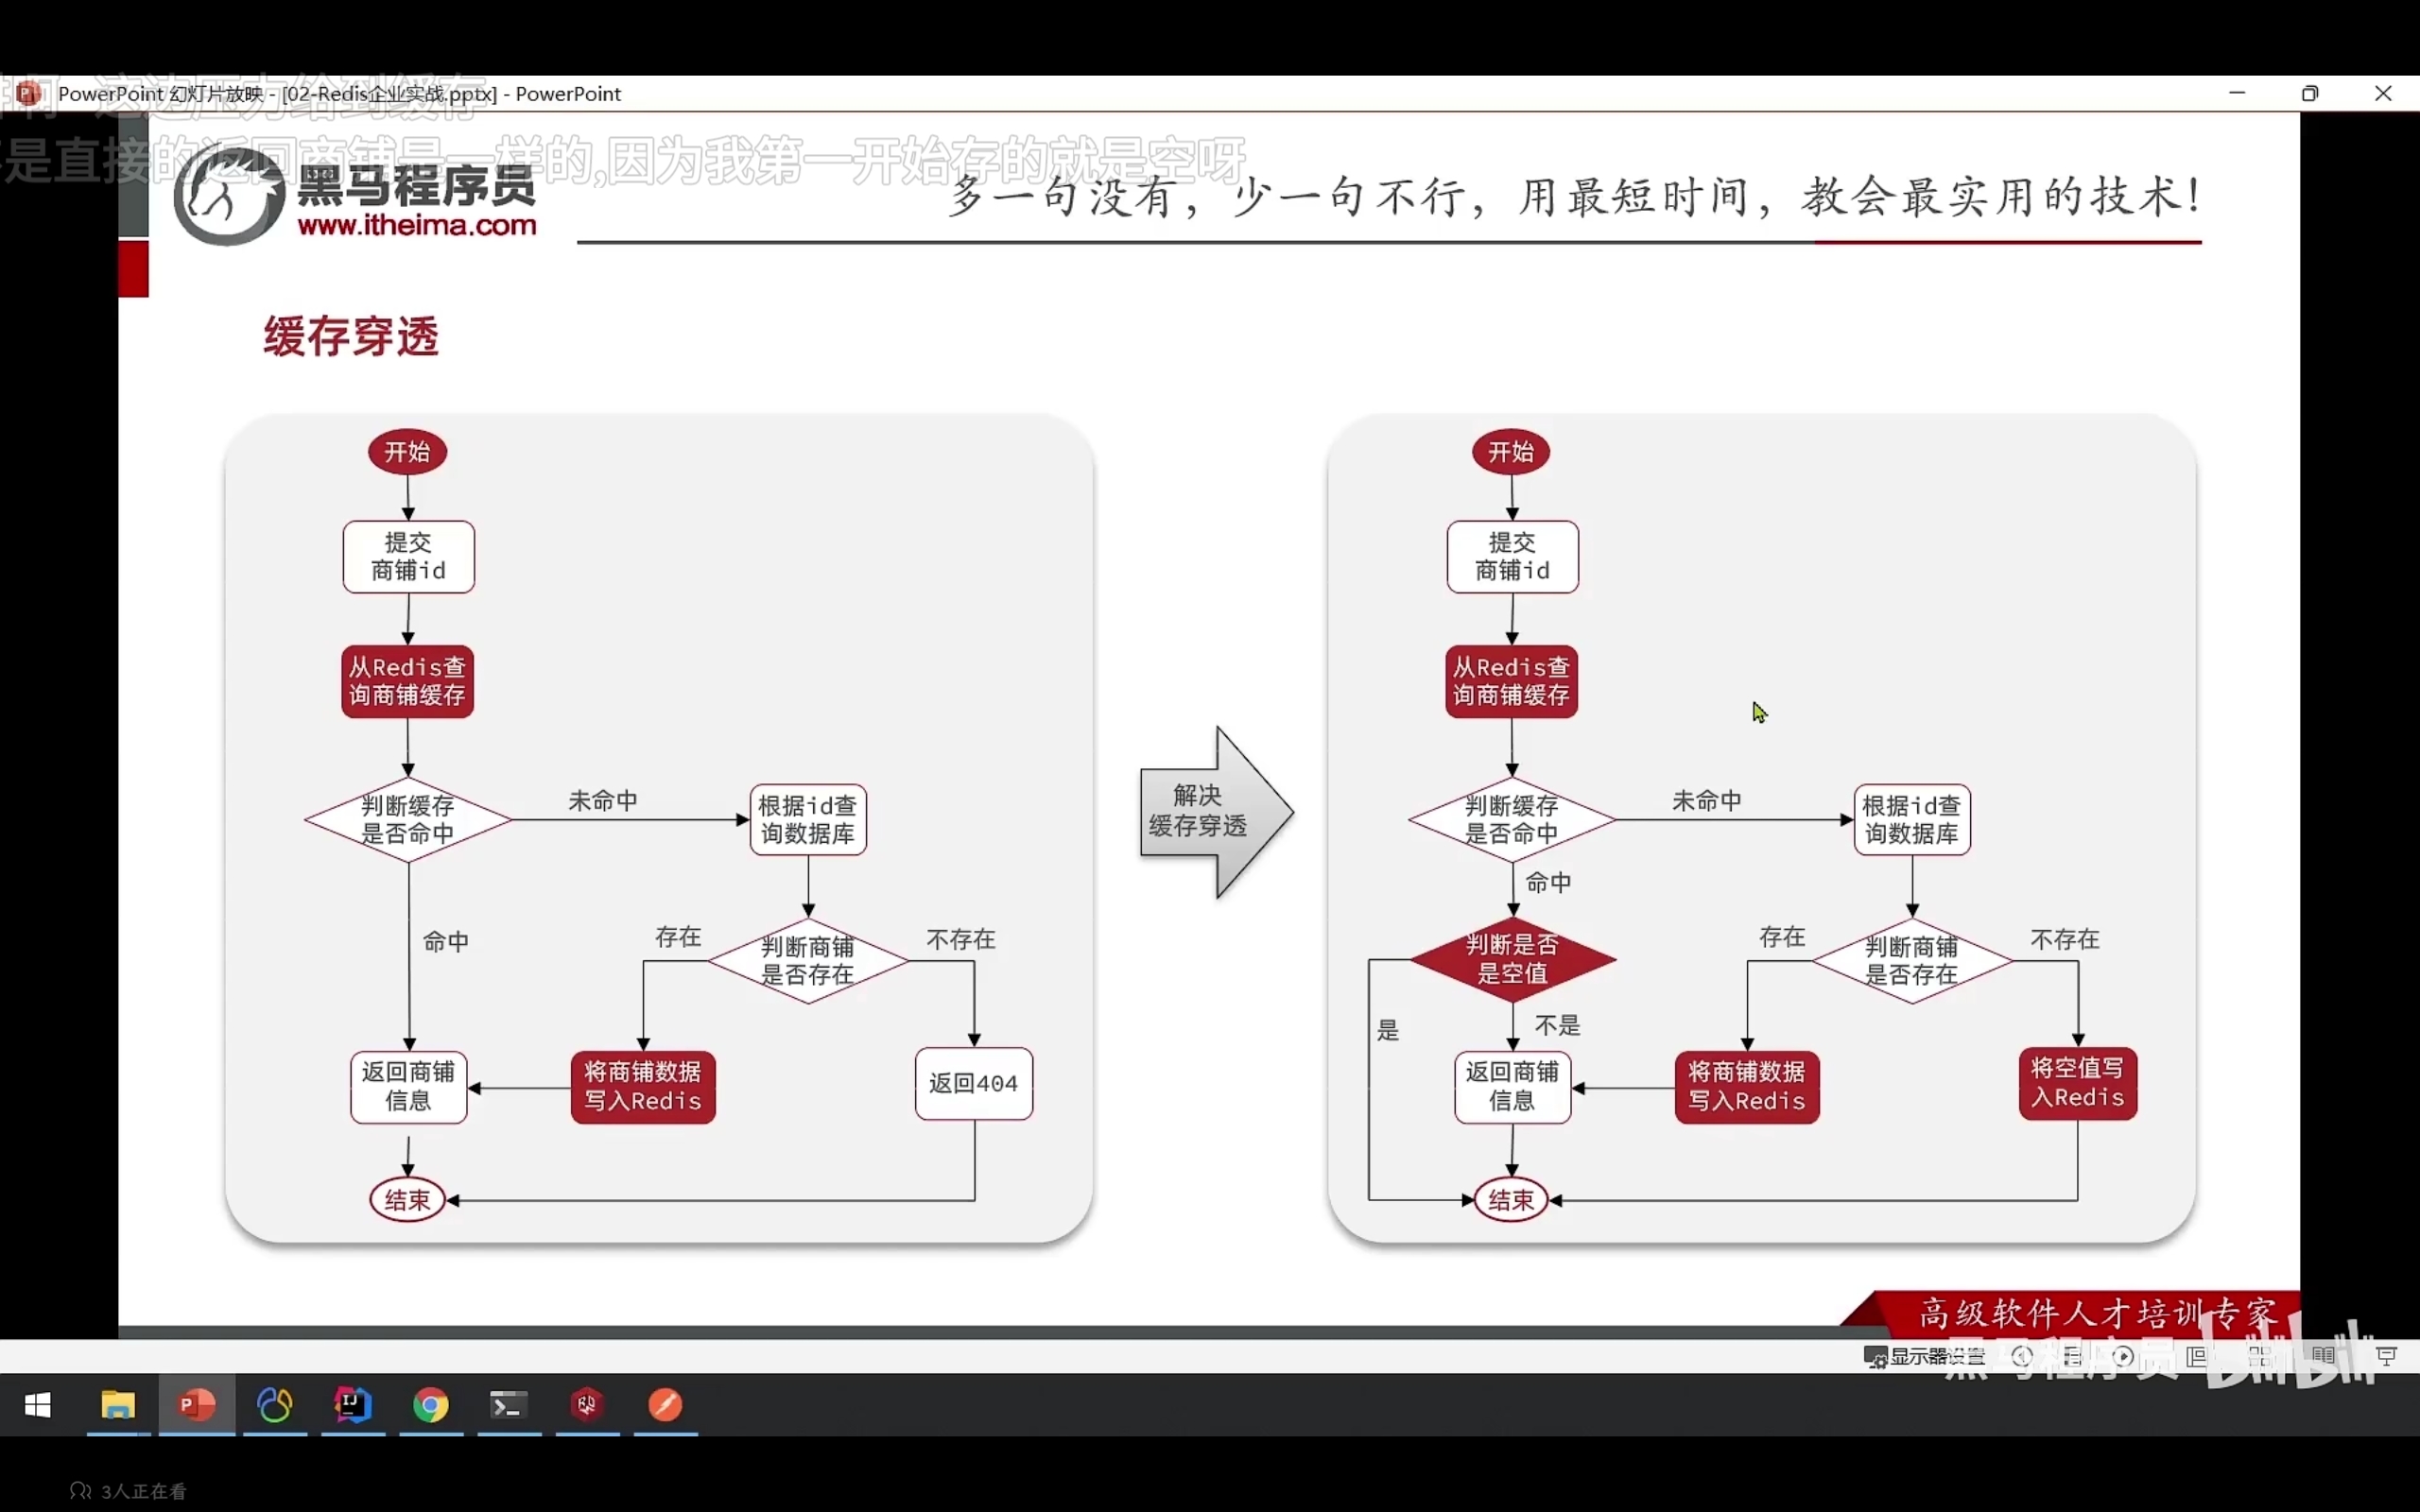 PowerPoint 幻灯片放映 - [02-Redis企业实战.pptx] - PowerPoint
这边压力给到缓存
是直接的返回商铺是一样的,因为我第一开始存的就是空呀
黑马程序员
www.itheima.com
多一句没有，少一句不行，用最短时间，教会最实用的技术！
缓存穿透
开始
提交
商铺id
从Redis查
询商铺缓存
判断缓存
是否命中
未命中
根据id查
询数据库
命中
存在
判断商铺
是否存在
不存在
返回商铺
信息
将商铺数据
写入Redis
返回404
结束
解决
缓存穿透
开始
提交
商铺id
从Redis查
询商铺缓存
判断缓存
是否命中
未命中
根据id查
询数据库
命中
判断是否
是空值
存在
判断商铺
是否存在
不存在
是
不是
返回商铺
信息
将商铺数据
写入Redis
将空值写
入Redis
结束
高级软件人才培训专家
黑马程序员 bilibili
显示器设置
3人正在看